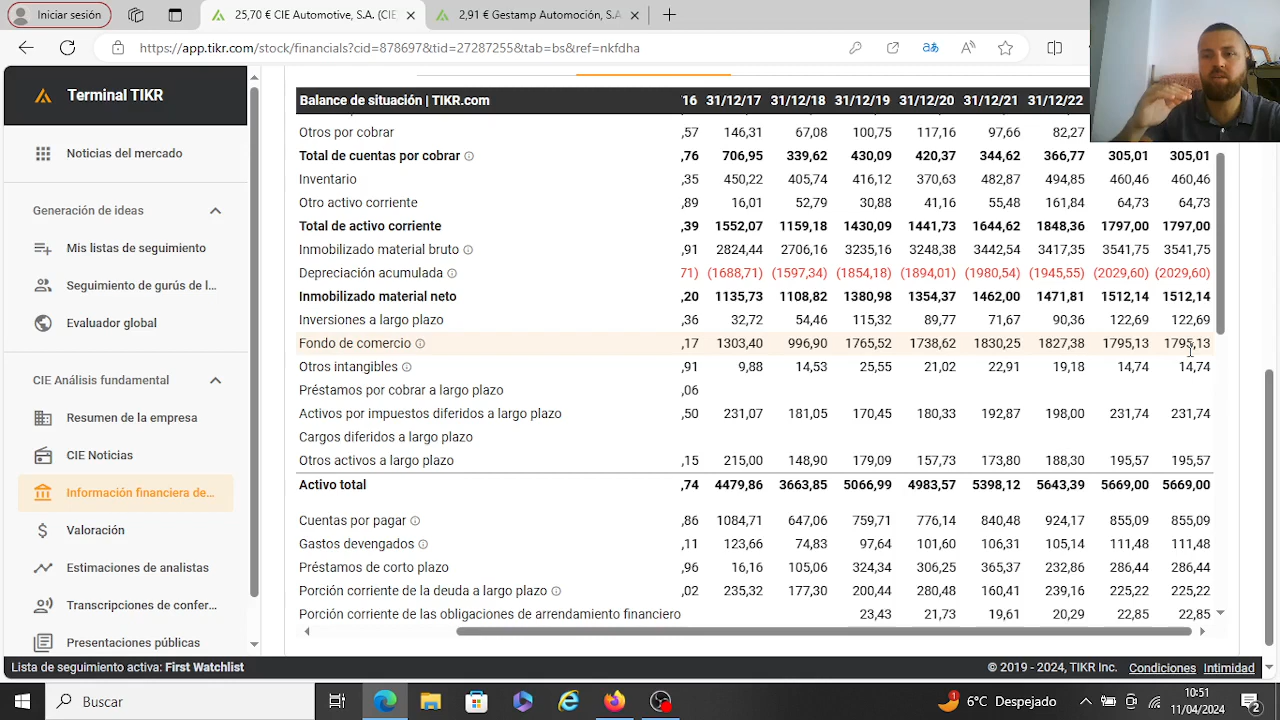 Iniciar sesión
25,70 € CIE Automotive, S.A. (CIE
2,91 € Gestamp Automoción, S.A.
https://app.tikr.com/stock/financials?cid=878697&tid=27287255&tab=bs&ref=nkfdha
Terminal TIKR
Noticias del mercado
Generación de ideas
Mis listas de seguimiento
Seguimiento de gurús de l...
Evaluador global
CIE Análisis fundamental
Resumen de la empresa
CIE Noticias
Información financiera de...
Valoración
Estimaciones de analistas
Transcripciones de confer...
Presentaciones públicas
Balance de situación | TIKR.com '16 31/12/17 31/12/18 31/12/19 31/12/20 31/12/21 31/12/22
Otros por cobrar ,57 146,31 67,08 100,75 117,16 97,66 82,27
Total de cuentas por cobrar ,76 706,95 339,62 430,09 420,37 344,62 366,77 305,01 305,01
Inventario ,35 450,22 405,74 416,12 370,63 482,87 494,85 460,46 460,46
Otro activo corriente ,89 16,01 52,79 30,88 41,16 55,48 161,84 64,73 64,73
Total de activo corriente ,39 1552,07 1159,18 1430,09 1441,73 1644,62 1848,36 1797,00 1797,00
Inmobilizado material bruto ,91 2824,44 2706,16 3235,16 3248,38 3442,54 3417,35 3541,75 3541,75
Depreciación acumulada 71) (1688,71) (1597,34) (1854,18) (1894,01) (1980,54) (1945,55) (2029,60) (2029,60)
Inmobilizado material neto ,20 1135,73 1108,82 1380,98 1354,37 1462,00 1471,81 1512,14 1512,14
Inversiones a largo plazo ,36 32,72 54,46 115,32 89,77 71,67 90,36 122,69 122,69
Fondo de comercio ,17 1303,40 996,90 1765,52 1738,62 1830,25 1827,38 1795,13 1795,13
Otros intangibles ,91 9,88 14,53 25,55 21,02 22,91 19,18 14,74 14,74
Préstamos por cobrar a largo plazo ,06
Activos por impuestos diferidos a largo plazo ,50 231,07 181,05 170,45 180,33 192,87 198,00 231,74 231,74
Cargos diferidos a largo plazo
Otros activos a largo plazo ,15 215,00 148,90 179,09 157,73 173,80 188,30 195,57 195,57
Activo total ,74 4479,86 3663,85 5066,99 4983,57 5398,12 5643,39 5669,00 5669,00
Cuentas por pagar ,86 1084,71 647,06 759,71 776,14 840,48 924,17 855,09 855,09
Gastos devengados ,11 123,66 74,83 97,64 101,60 106,31 105,14 111,48 111,48
Préstamos de corto plazo ,96 16,16 105,06 324,34 306,25 365,37 232,86 286,44 286,44
Porción corriente de la deuda a largo plazo ,02 235,32 177,30 200,44 280,48 160,41 239,16 225,22 225,22
Porción corriente de las obligaciones de arrendamiento financiero 23,43 21,73 19,61 20,29 22,85 22,85
Lista de seguimiento activa: First Watchlist
© 2019 - 2024, TIKR Inc. Condiciones Intimidad
Buscar
1
6°C Despejado
10:51
11/04/2024
2